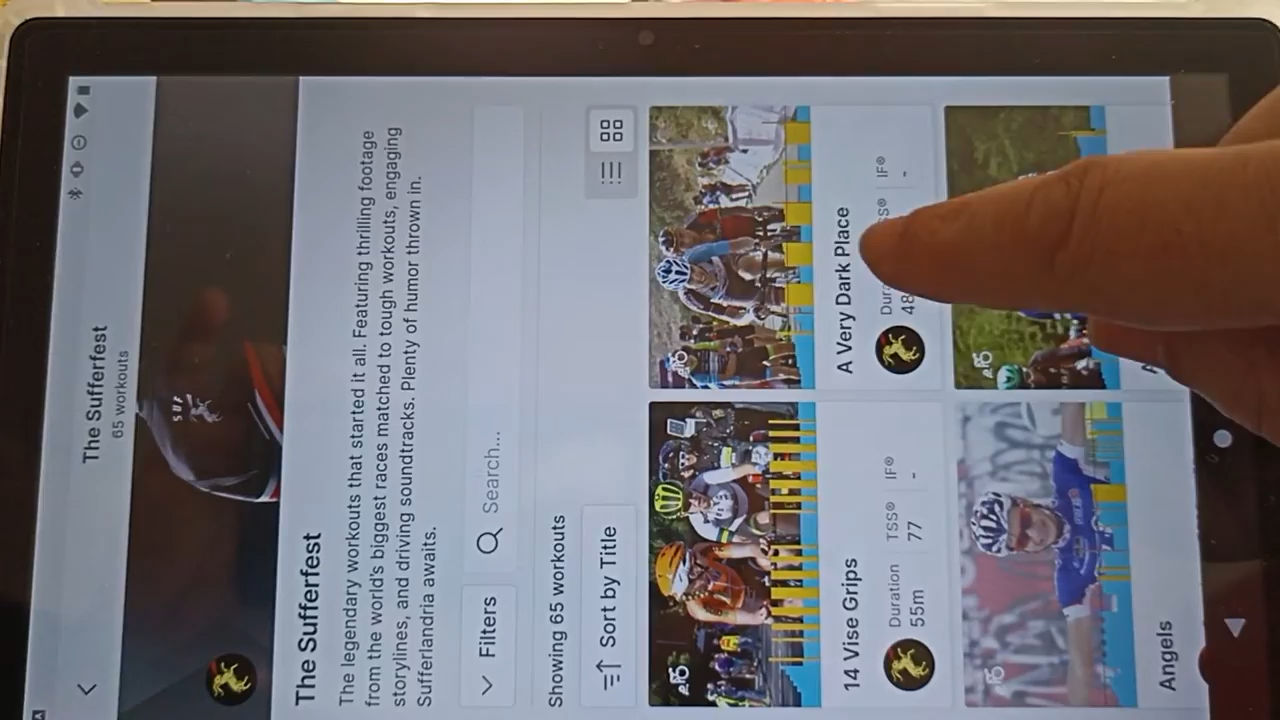 The Sufferfest
65 workouts
SUF
The Sufferfest
The legendary workouts that started it all. Featuring thrilling footage
from the world's biggest races matched to tough workouts, engaging
storylines, and driving soundtracks. Plenty of humor thrown in.
Sufferlandria awaits.
Filters
Search...
Showing 65 workouts
Sort by Title
14 Vise Grips
Duration TSS® IF®
55m 77 -
A Very Dark Place
IF®
-
Angels